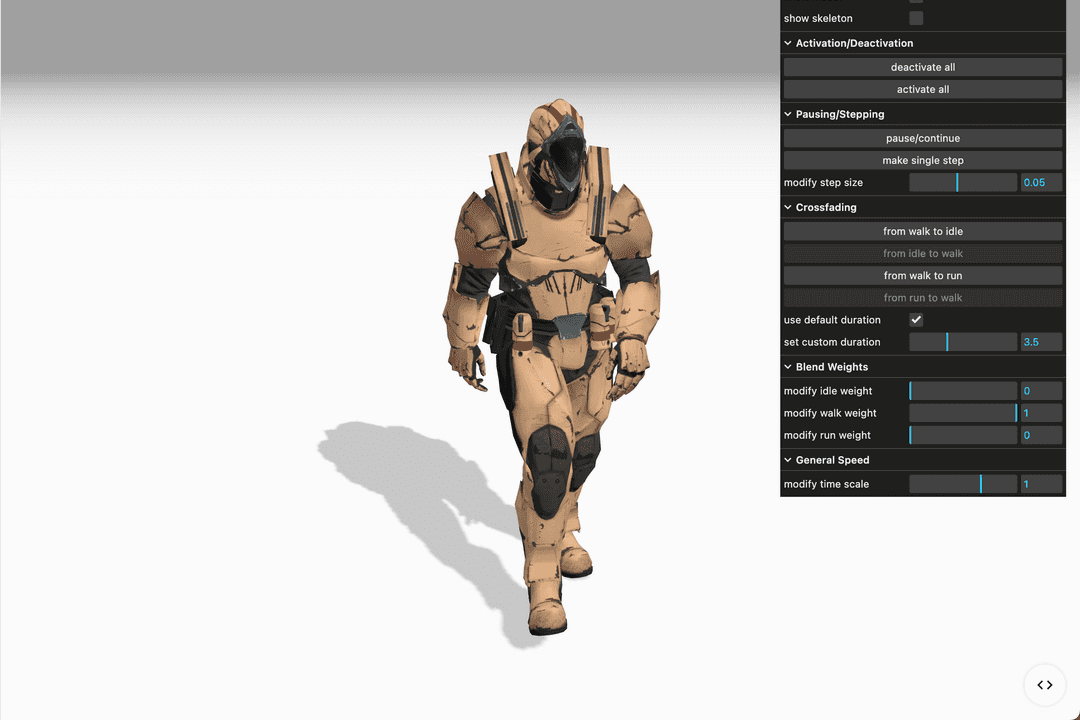 show skeleton
Activation/Deactivation
deactivate all
activate all
Pausing/Stepping
pause/continue
make single step
modify step size 0.05
Crossfading
from walk to idle
from idle to walk
from walk to run
from run to walk
use default duration
set custom duration 3.5
Blend Weights
modify idle weight 0
modify walk weight 1
modify run weight 0
General Speed
modify time scale 1